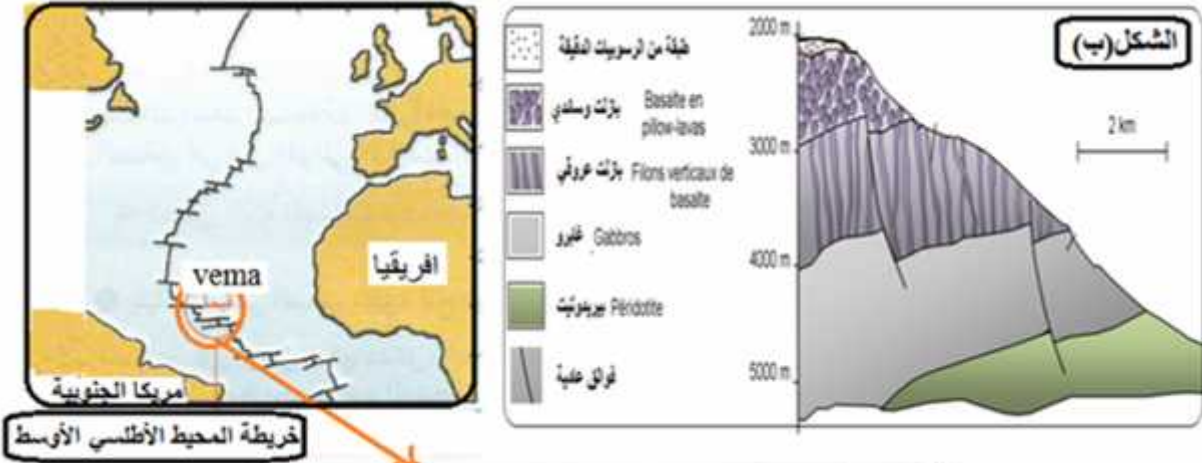 vema
افريقيا
مريكا الجنوبية
خريطة المحيط الأطلسي الأوسط
الشكل(ب)
طبقة من الرسوبيات الدقيقة
بازلت وسائدي Basalte en
pillow-lavas
بازلت عروقي Filons verticaux de
basalte
غابرو Gabbros
بيريدوتيت Péridotite
فوالق عادية
2000 m
3000 m
4000 m
5000 m
2 km